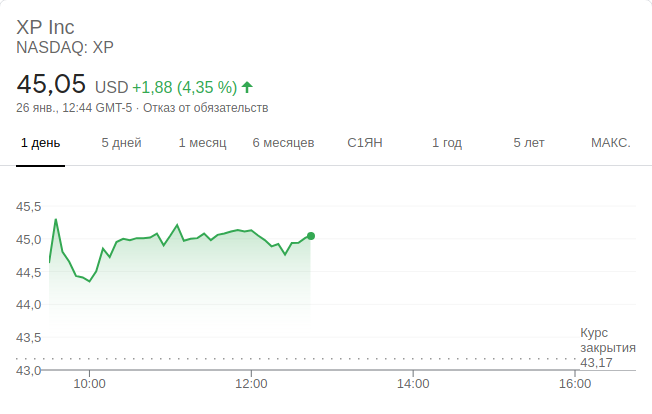 XP Inc
NASDAQ: XP
45,05 USD +1,88 (4,35 %)
26 янв., 12:44 GMT-5 · Отказ от обязательств
1 день 5 дней 1 месяц 6 месяцев С1ЯН 1 год 5 лет МАКС.
45,5
45,0
44,5
44,0
43,5
43,0
Курс
закрытия
43,17
10:00 12:00 14:00 16:00